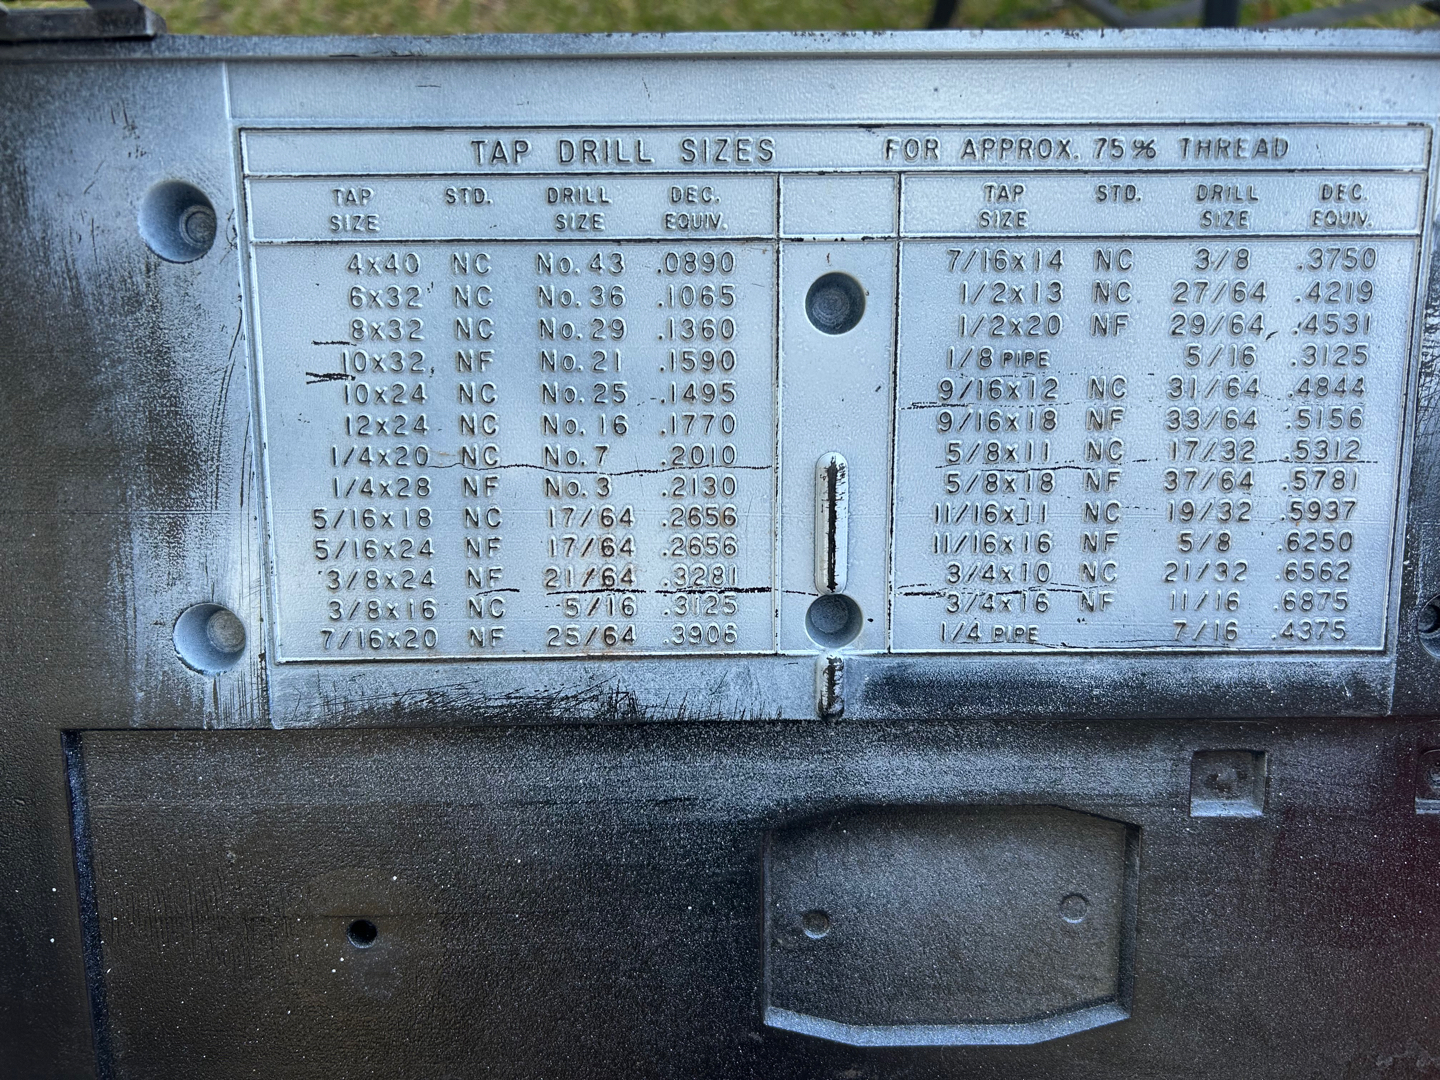 TAP DRILL SIZES FOR APPROX. 75% THREAD
TAP SIZE STD. DRILL SIZE DEC. EQUIV.
4x40 NC No. 43 .0890
6x32 NC No. 36 .1065
8x32 NC No. 29 .1360
10x32 NF No. 21 .1590
10x24 NC No. 25 .1495
12x24 NC No. 16 .1770
1/4x20 NC No. 7 .2010
1/4x28 NF No. 3 .2130
5/16x18 NC 17/64 .2656
5/16x24 NF 17/64 .2656
3/8x24 NF 21/64 .3281
3/8x16 NC 5/16 .3125
7/16x20 NF 25/64 .3906
TAP SIZE STD. DRILL SIZE DEC. EQUIV.
7/16x14 NC 3/8 .3750
1/2x13 NC 27/64 .4219
1/2x20 NF 29/64 .4531
1/8 PIPE 5/16 .3125
9/16x12 NC 31/64 .4844
9/16x18 NF 33/64 .5156
5/8x11 NC 17/32 .5312
5/8x18 NF 37/64 .5781
11/16x11 NC 19/32 .5937
11/16x16 NF 5/8 .6250
3/4x10 NC 21/32 .6562
3/4x16 NF 11/16 .6875
1/4 PIPE 7/16 .4375